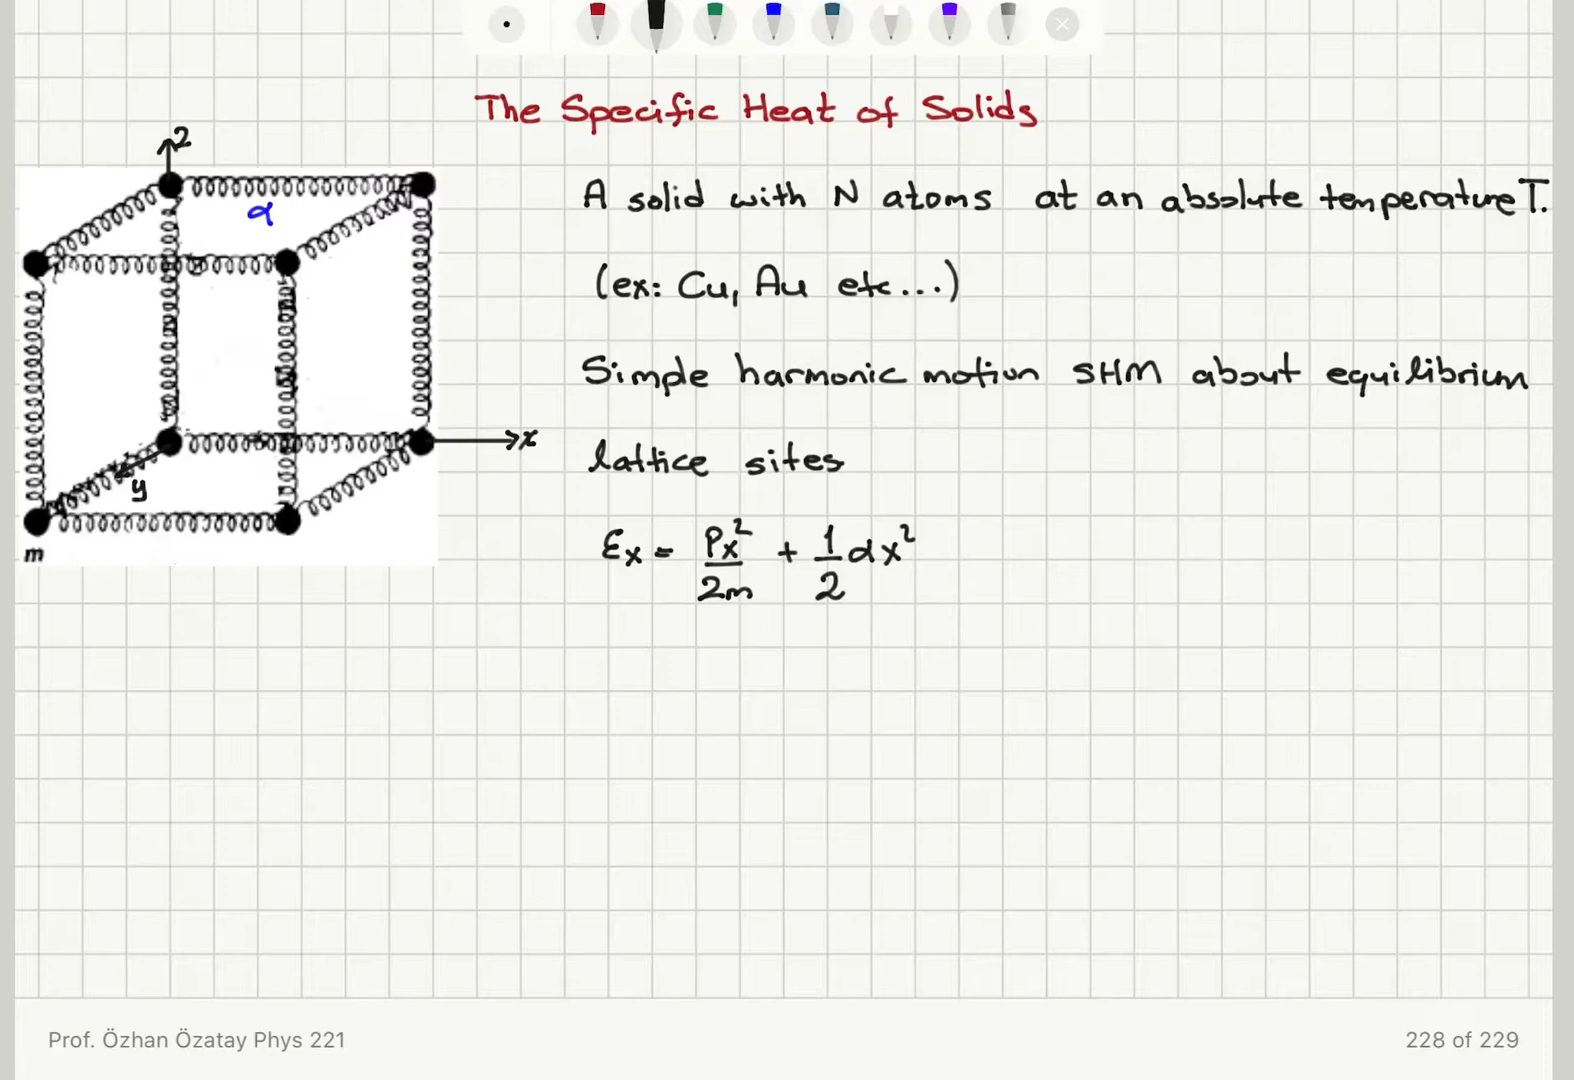 The Specific Heat of Solids
z
α
x
y
m
A solid with N atoms at an absolute temperature T.
(ex: Cu, Au etc...)
Simple harmonic motion SHM about equilibrium
lattice sites
Ɛx = Px²/2m + 1/2 αx²
Prof. Özhan Özatay Phys 221
228 of 229